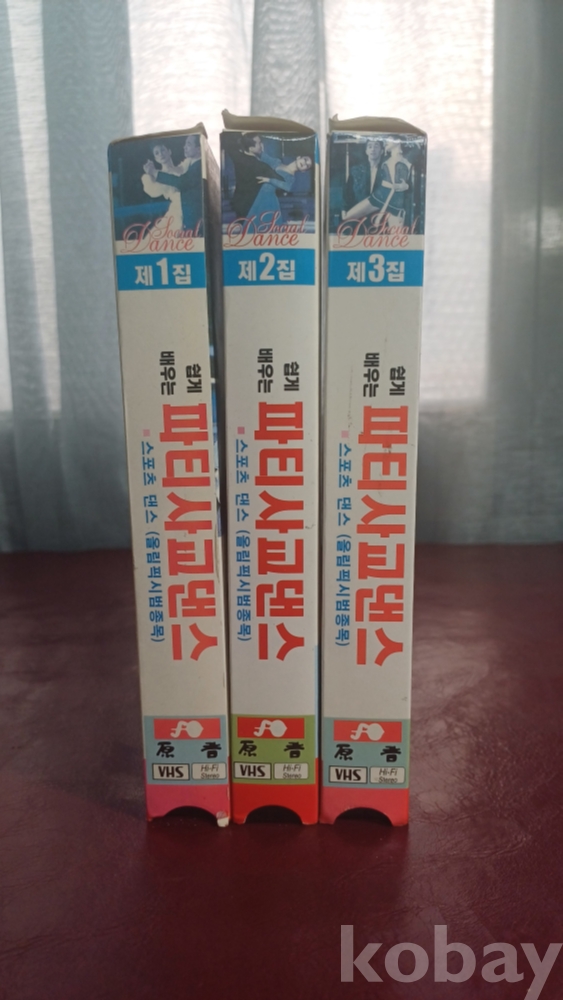 Social
Dance
제1집
쉽게
배우는
파티사교댄스
스포츠 댄스 (올림픽시범종목)
原音
VHS
Hi-Fi
Stereo
Social
Dance
제2집
쉽게
배우는
파티사교댄스
스포츠 댄스 (올림픽시범종목)
原音
VHS
Hi-Fi
Stereo
Social
Dance
제3집
쉽게
배우는
파티사교댄스
스포츠 댄스 (올림픽시범종목)
原音
VHS
Hi-Fi
Stereo
kobay